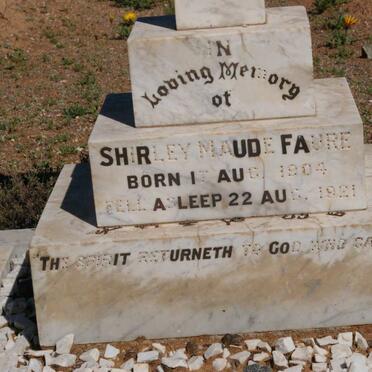 IN
Loving Memory
of
SHIRLEY MAUDE FAURE
BORN 1T AUG. 1904
FELL ASLEEP 22 AUG. 1921
THE SPIRIT RETURNETH TO GOD WHO GA